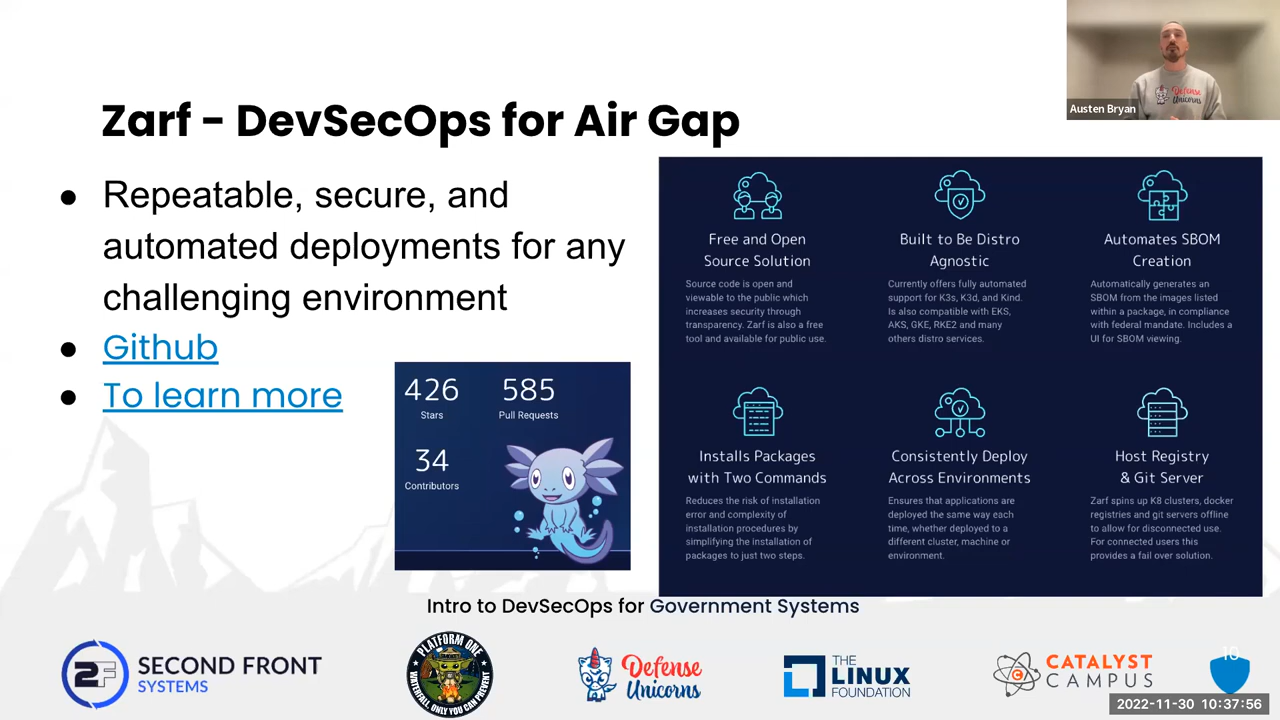 Zarf - DevSecOps for Air Gap
Austen Bryan
Defense
Unicorns
● Repeatable, secure, and
automated deployments for any
challenging environment
● Github
● To learn more
426
Stars
585
Pull Requests
34
Contributors
Free and Open
Source Solution
Source code is open and
viewable to the public which
increases security through
transparency. Zarf is also a free
tool and available for public use.
Built to Be Distro
Agnostic
Currently offers fully automated
support for K3s, K3d, and Kind.
Is also compatible with EKS,
AKS, GKE, RKE2 and many
others distro services.
Automates SBOM
Creation
Automatically generates an
SBOM from the images listed
within a package, in compliance
with federal mandate. Includes a
UI for SBOM viewing.
Installs Packages
with Two Commands
Reduces the risk of installation
error and complexity of
installation procedures by
simplifying the installation of
packages to just two steps.
Consistently Deploy
Across Environments
Ensures that applications are
deployed the same way each
time, whether deployed to a
different cluster, machine or
environment.
Host Registry
& Git Server
Zarf spins up K8 clusters, docker
registries and git servers offline
to allow for disconnected use.
For connected users this
provides a fail over solution.
Intro to DevSecOps for Government Systems
2F
SECOND FRONT
SYSTEMS
PLATFORM ONE
WATERFALL ONLY YOU CAN PREVENT
Defense
Unicorns
THE
LINUX
FOUNDATION
C
CATALYST
CAMPUS
10
2022-11-30 10:37:56